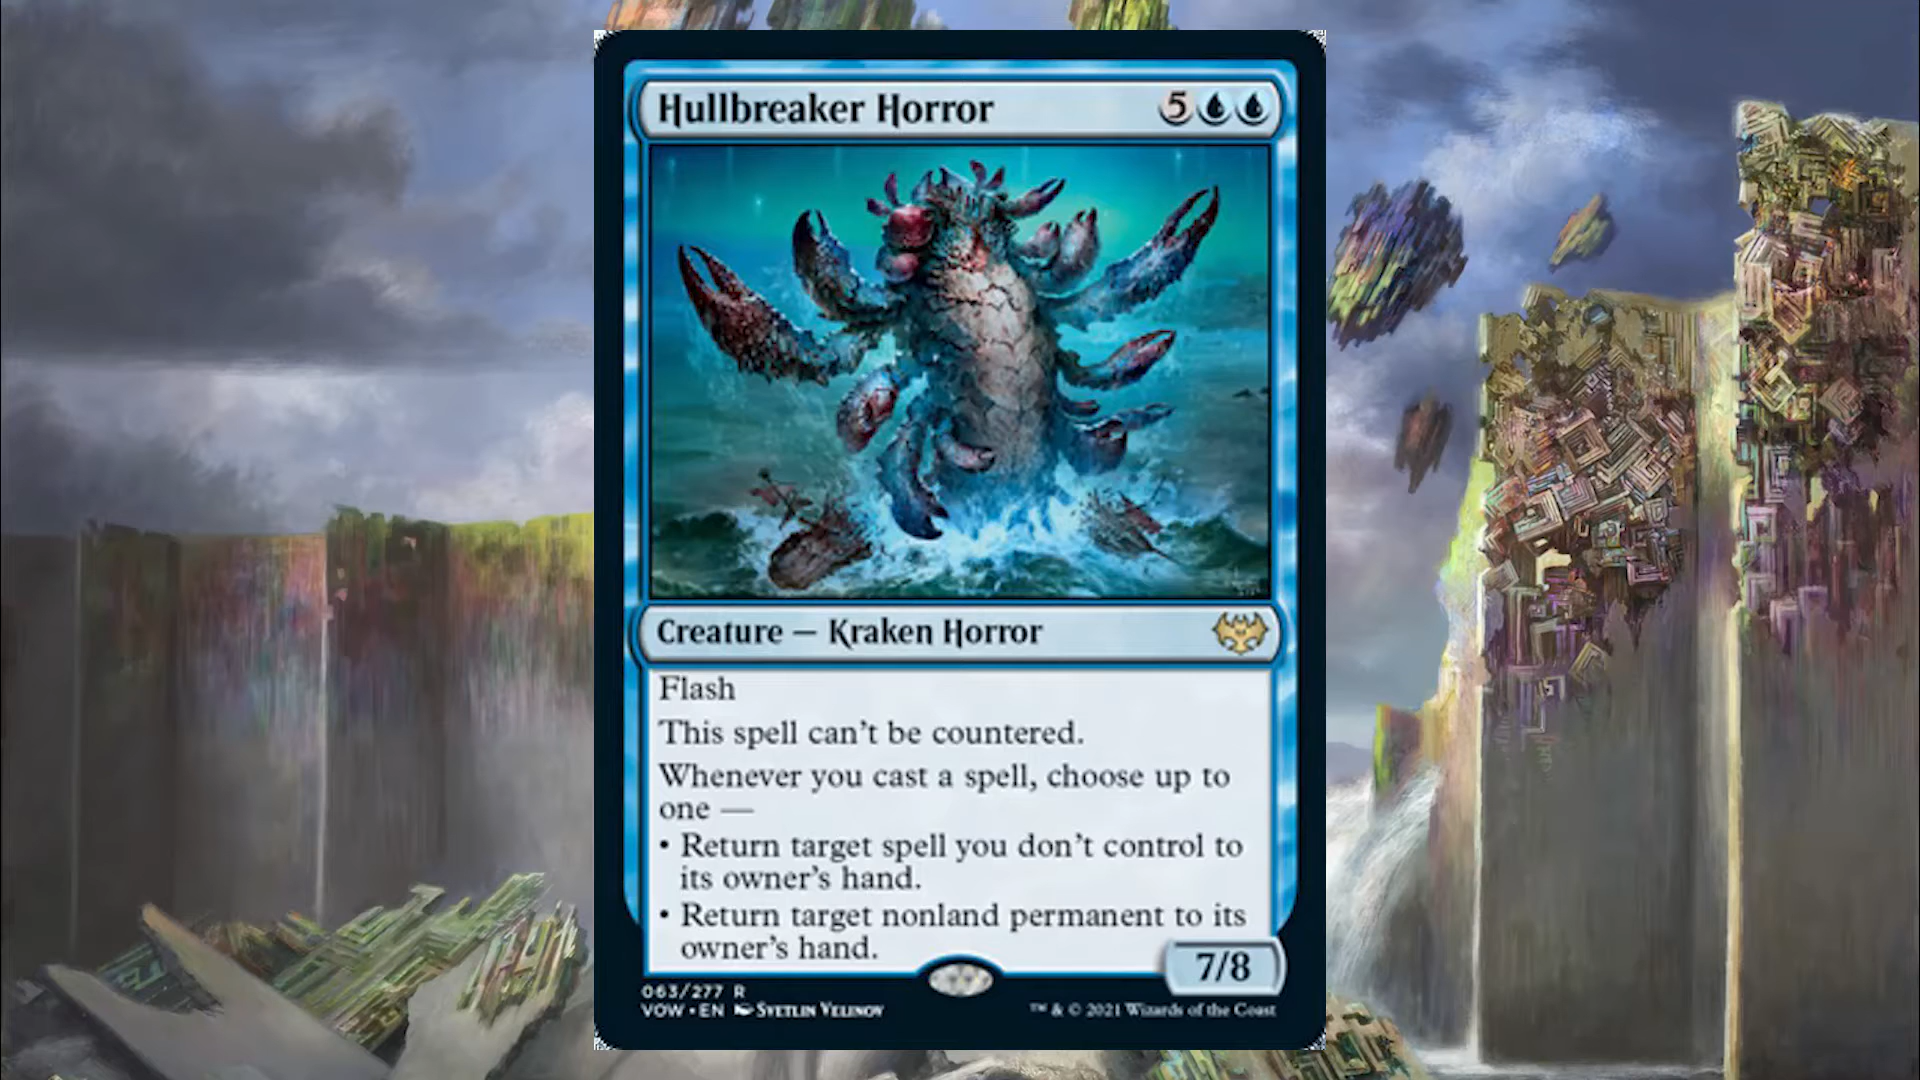 Hullbreaker Horror 5
Creature — Kraken Horror
Flash
This spell can't be countered.
Whenever you cast a spell, choose up to
one —
• Return target spell you don't control to
its owner's hand.
• Return target nonland permanent to its
owner's hand.
7/8
063/277 R
VOW • EN Svetlin Velinov
™ & © 2021 Wizards of the Coast